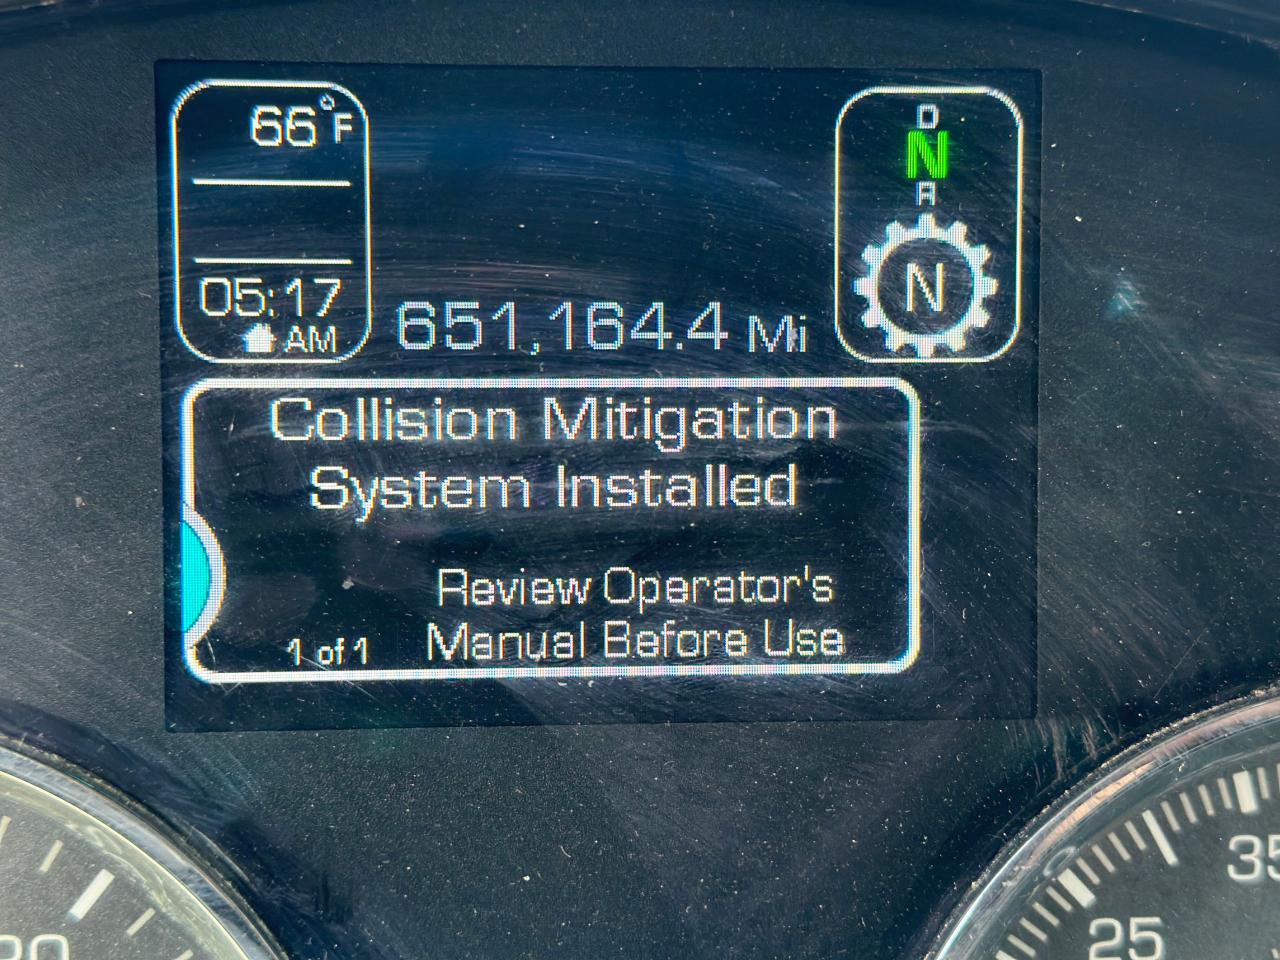 66°F
05:17
AM
651,164.4 Mi
D
N
R
N
Collision Mitigation
System Installed
Review Operator's
Manual Before Use
1 of 1
35
25